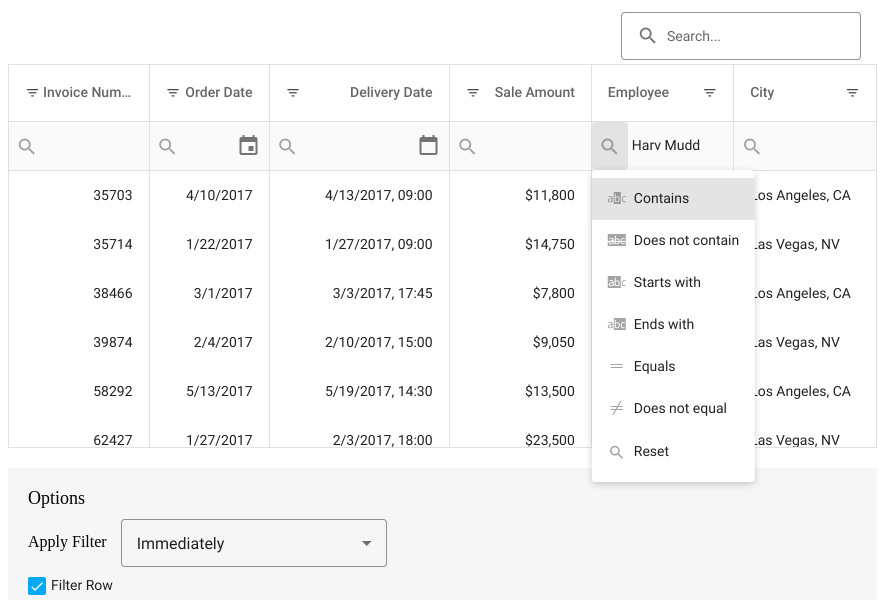 Search...
Invoice Num... Order Date Delivery Date Sale Amount Employee City
Harv Mudd
35703 4/10/2017 4/13/2017, 09:00 $11,800 abc Contains Los Angeles, CA
abc Does not contain
35714 1/22/2017 1/27/2017, 09:00 $14,750 Las Vegas, NV
abc Starts with
38466 3/1/2017 3/3/2017, 17:45 $7,800 Los Angeles, CA
abc Ends with
39874 2/4/2017 2/10/2017, 15:00 $9,050 Las Vegas, NV
= Equals
58292 5/13/2017 5/19/2017, 14:30 $13,500 Los Angeles, CA
≠ Does not equal
62427 1/27/2017 2/3/2017, 18:00 $23,500 Las Vegas, NV
Reset
Options
Apply Filter Immediately
Filter Row